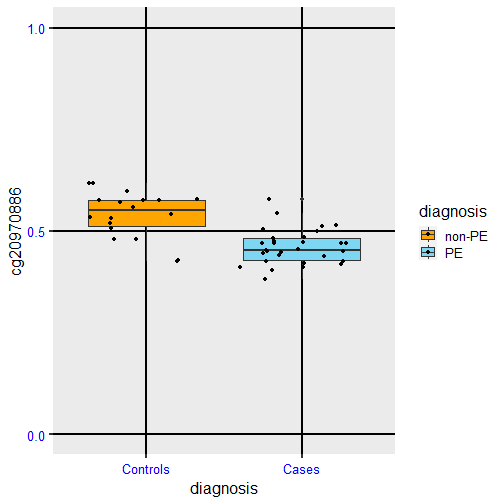 1.0
0.5
0.0
cg20970886
Controls
Cases
diagnosis
diagnosis
non-PE
PE